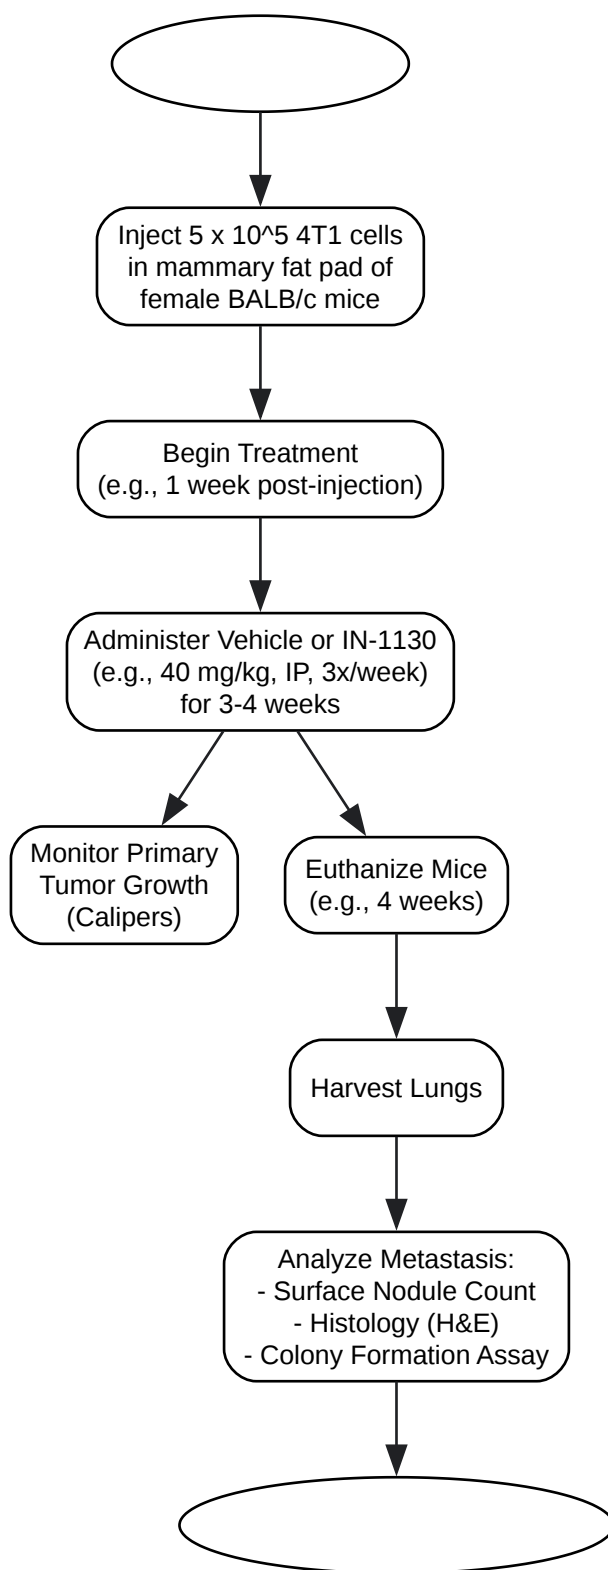 Inject 5 x 10^5 4T1 cells
in mammary fat pad of
female BALB/c mice
Begin Treatment
(e.g., 1 week post-injection)
Administer Vehicle or IN-1130
(e.g., 40 mg/kg, IP, 3x/week)
for 3-4 weeks
Monitor Primary
Tumor Growth
(Calipers)
Euthanize Mice
(e.g., 4 weeks)
Harvest Lungs
Analyze Metastasis:
- Surface Nodule Count
- Histology (H&E)
- Colony Formation Assay